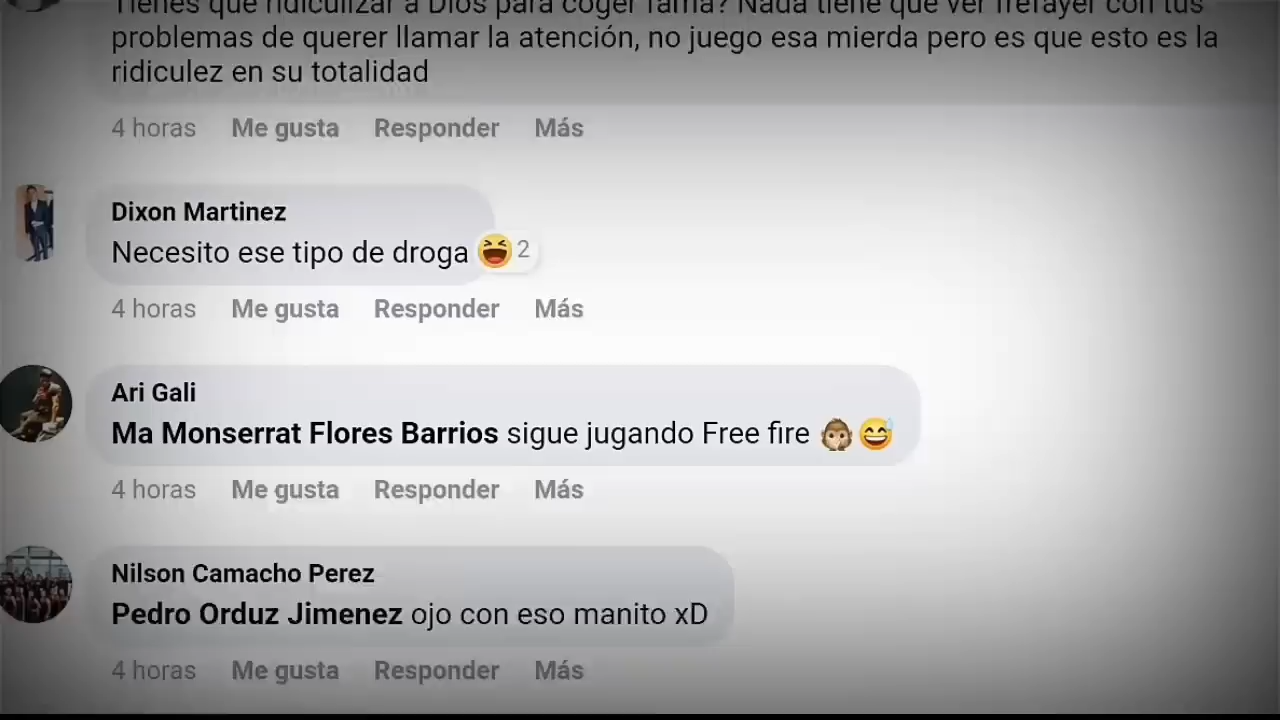 Tienes que ridiculizar a Dios para coger fama? Nada tiene que ver frefayer con tus
problemas de querer llamar la atención, no juego esa mierda pero es que esto es la
ridiculez en su totalidad
4 horas Me gusta Responder Más
Dixon Martinez
Necesito ese tipo de droga 😆 2
4 horas Me gusta Responder Más
Ari Gali
Ma Monserrat Flores Barrios sigue jugando Free fire 🙊😅
4 horas Me gusta Responder Más
Nilson Camacho Perez
Pedro Orduz Jimenez ojo con eso manito xD
4 horas Me gusta Responder Más